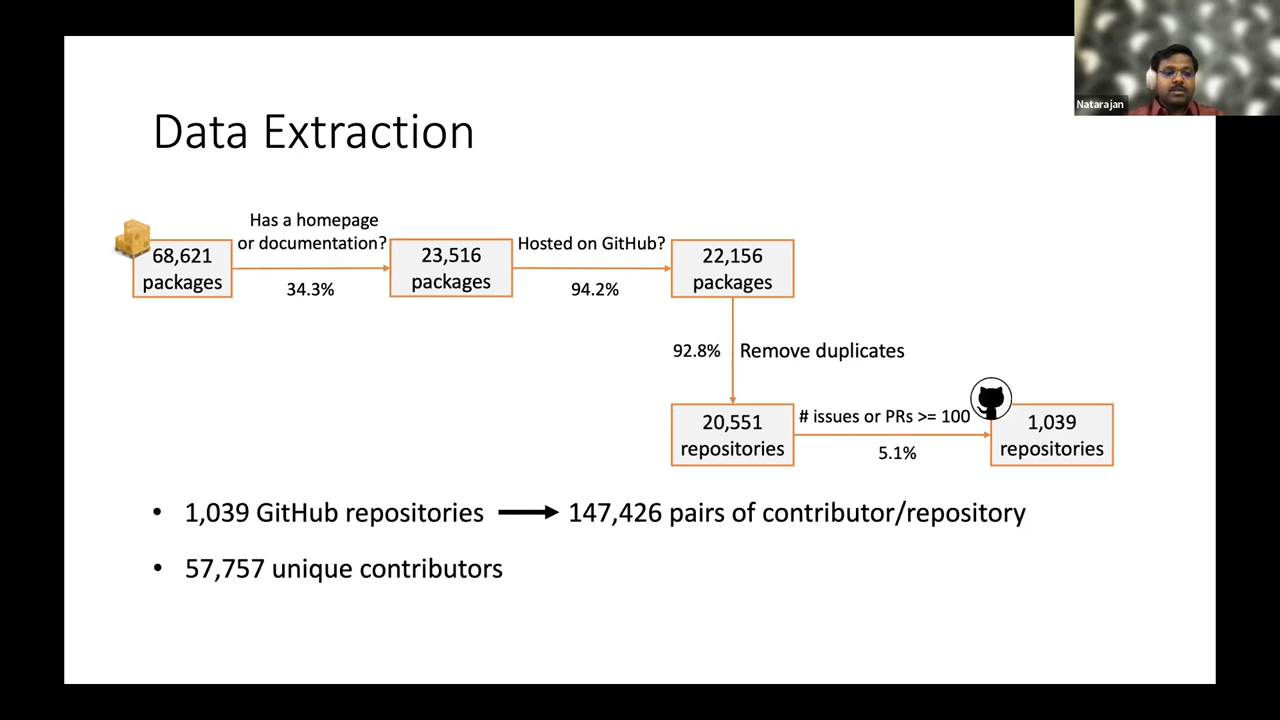 Natarajan
Data Extraction
68,621
packages
Has a homepage
or documentation?
34.3%
23,516
packages
Hosted on GitHub?
94.2%
22,156
packages
92.8%
Remove duplicates
20,551
repositories
# issues or PRs >= 100
5.1%
1,039
repositories
• 1,039 GitHub repositories
147,426 pairs of contributor/repository
• 57,757 unique contributors